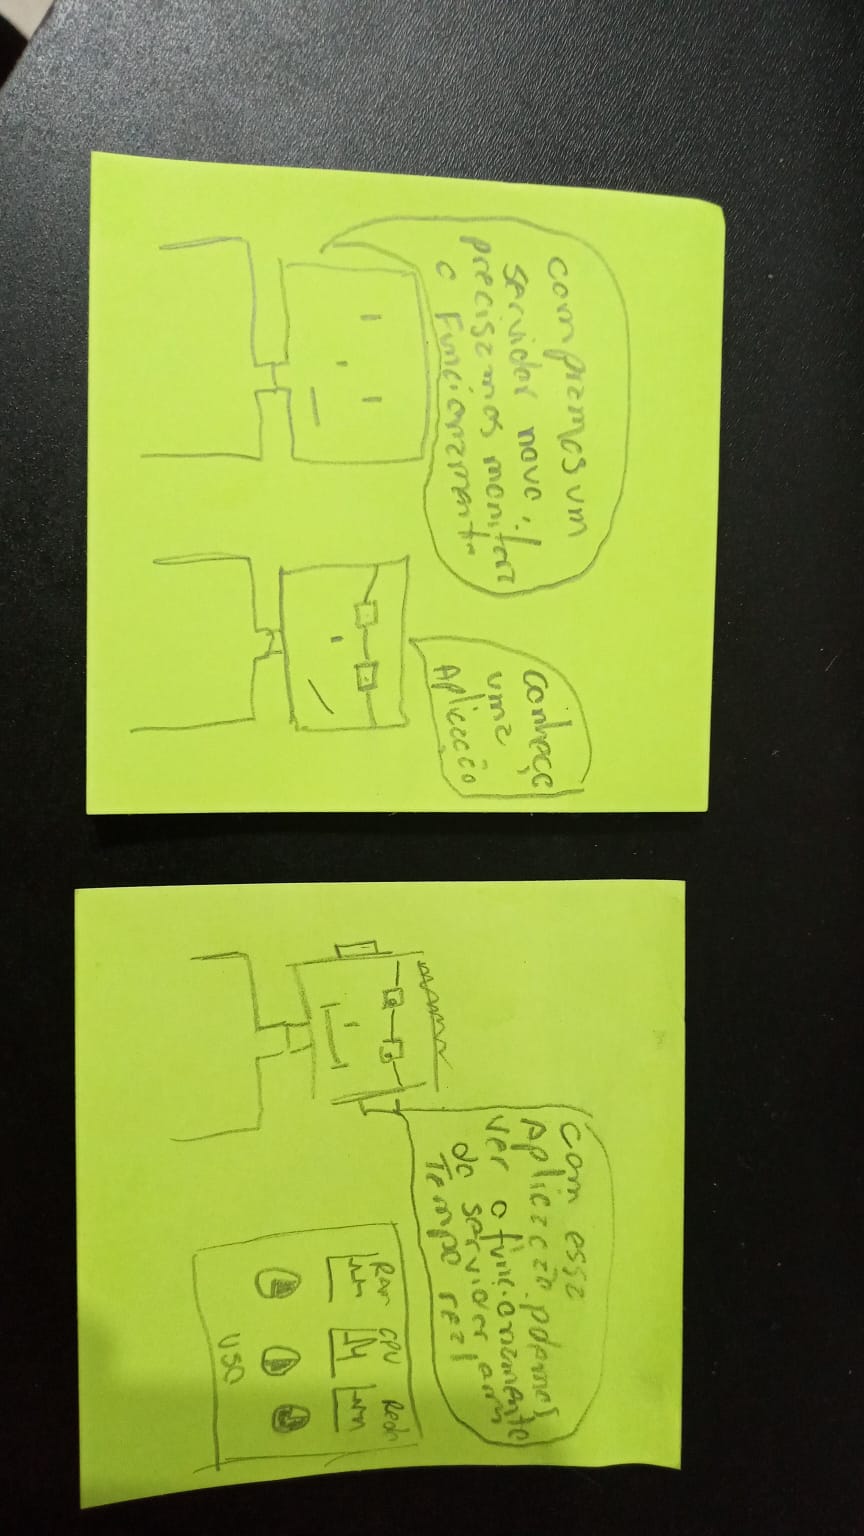 compramos um
servidor novo,
precisamos monitora
o Funcionamento
conheço
uma
Aplicação
com essa
Aplicação podemos
ver o funcionamento
do servidor em
Tempo real
Ram CPU Rede
USO